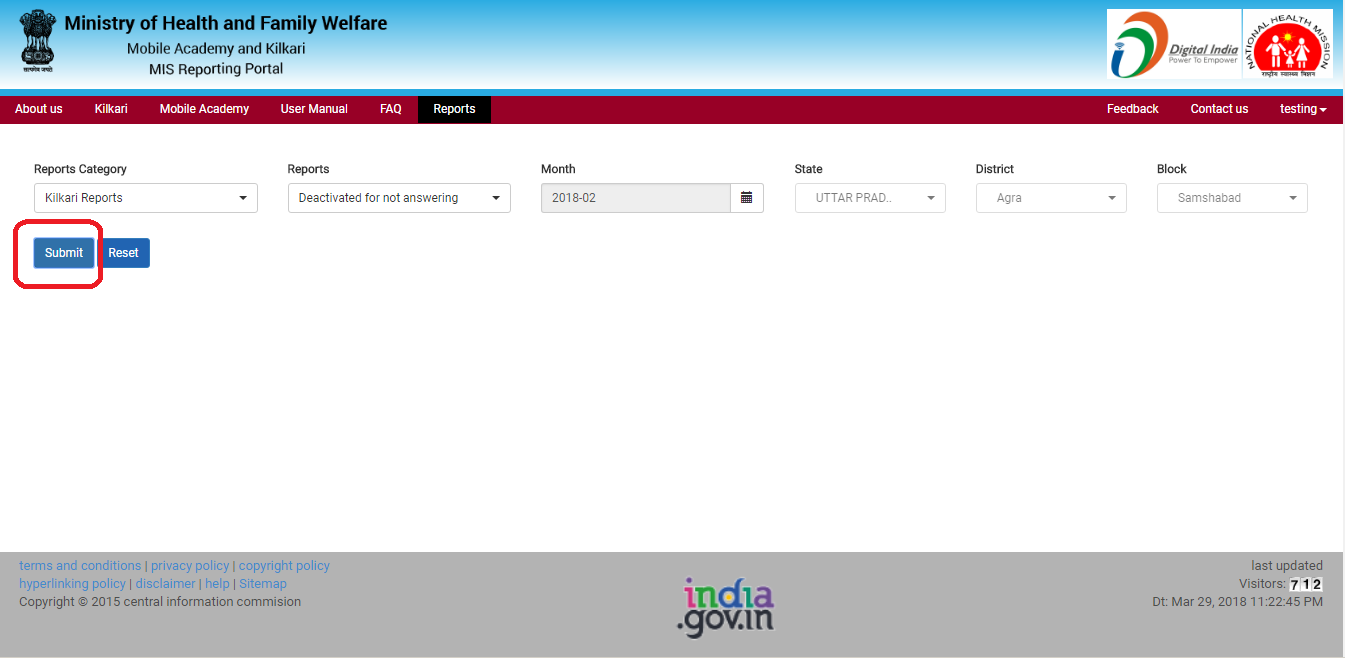 Ministry of Health and Family Welfare
Mobile Academy and Kilkari
MIS Reporting Portal
सत्यमेव जयते
Digital India
Power To Empower
NATIONAL HEALTH MISSION
राष्ट्रीय स्वास्थ्य मिशन
About us Kilkari Mobile Academy User Manual FAQ Reports Feedback Contact us testing
Reports Category Reports Month State District Block
Kilkari Reports Deactivated for not answering 2018-02 UTTAR PRAD.. Agra Samshabad
Submit Reset
terms and conditions | privacy policy | copyright policy
hyperlinking policy | disclaimer | help | Sitemap
Copyright © 2015 central information commision
india
.gov.in
last updated
Visitors: 712
Dt: Mar 29, 2018 11:22:45 PM